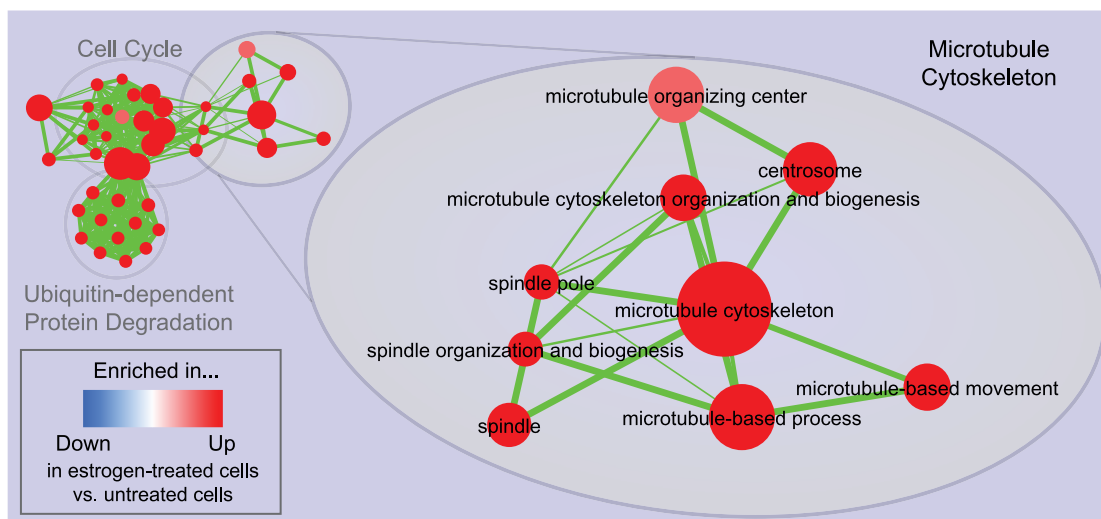 Cell Cycle
Microtubule
Cytoskeleton
microtubule organizing center
centrosome
microtubule cytoskeleton organization and biogenesis
spindle pole
microtubule cytoskeleton
spindle organization and biogenesis
microtubule-based movement
microtubule-based process
spindle
Ubiquitin-dependent
Protein Degradation
Enriched in...
Down Up
in estrogen-treated cells
vs. untreated cells